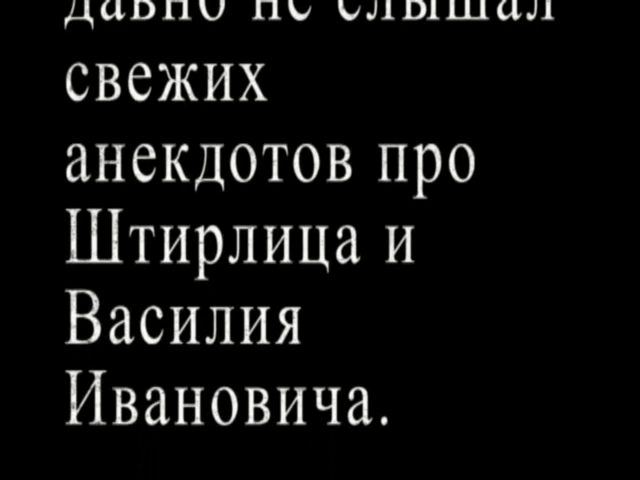 давно не слышал
свежих
анекдотов про
Штирлица и
Василия
Ивановича.